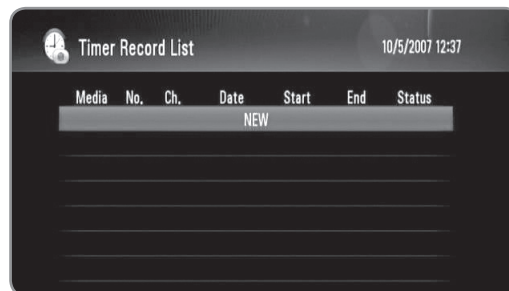 Timer Record List 10/5/2007 12:37
Media No. Ch. Date Start End Status
NEW